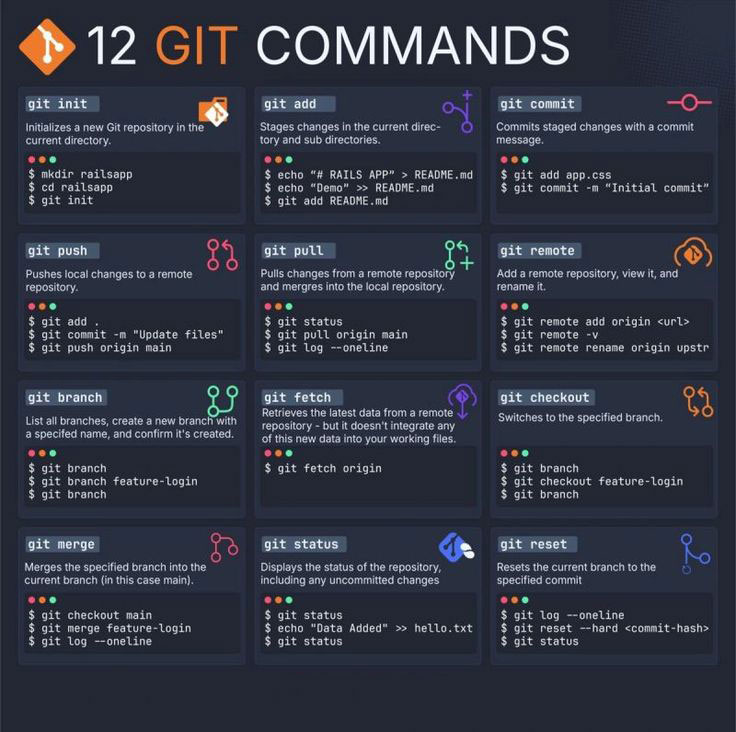 12 GIT COMMANDS
git init
Initializes a new Git repository in the
current directory.
$ mkdir railsapp
$ cd railsapp
$ git init
git add
Stages changes in the current direc-
tory and sub directories.
$ echo “# RAILS APP” > README.md
$ echo “Demo” >> README.md
$ git add README.md
git commit
Commits staged changes with a commit
message.
$ git add app.css
$ git commit -m “Initial commit”
git push
Pushes local changes to a remote
repository.
$ git add .
$ git commit -m "Update files"
$ git push origin main
git pull
Pulls changes from a remote repository
and mergres into the local repository.
$ git status
$ git pull origin main
$ git log --oneline
git remote
Add a remote repository, view it, and
rename it.
$ git remote add origin <url>
$ git remote -v
$ git remote rename origin upstr
git branch
List all branches, create a new branch with
a specifed name, and confirm it's created.
$ git branch
$ git branch feature-login
$ git branch
git fetch
Retrieves the latest data from a remote
repository - but it doesn't integrate any
of this new data into your working files.
$ git fetch origin
git checkout
Switches to the specified branch.
$ git branch
$ git checkout feature-login
$ git branch
git merge
Merges the specified branch into the
current branch (in this case main).
$ git checkout main
$ git merge feature-login
$ git log --oneline
git status
Displays the status of the repository,
including any uncommitted changes
$ git status
$ echo "Data Added" >> hello.txt
$ git status
git reset
Resets the current branch to the
specified commit
$ git log --oneline
$ git reset --hard <commit-hash>
$ git status